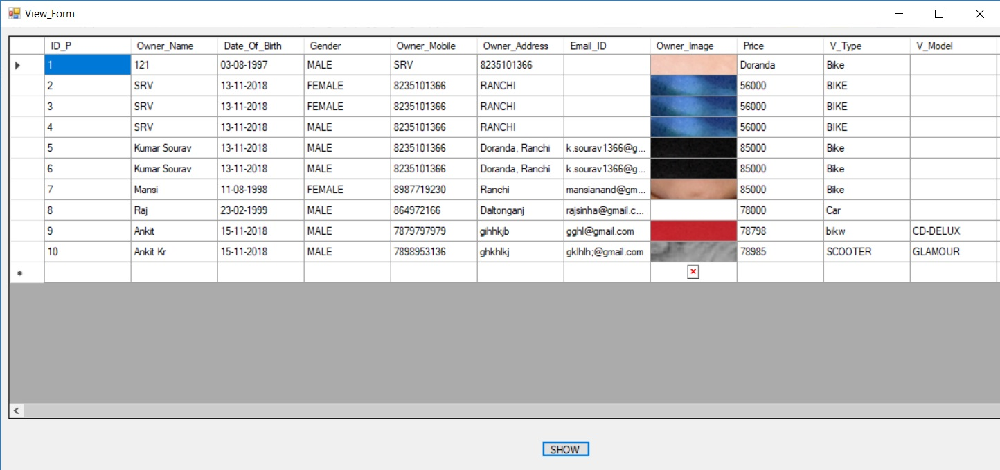 View_Form
ID_P Owner_Name Date_Of_Birth Gender Owner_Mobile Owner_Address Email_ID Owner_Image Price V_Type V_Model
1 121 03-08-1997 MALE SRV 8235101366 Doranda Bike
2 SRV 13-11-2018 FEMALE 8235101366 RANCHI 56000 BIKE
3 SRV 13-11-2018 FEMALE 8235101366 RANCHI 56000 BIKE
4 SRV 13-11-2018 MALE 8235101366 RANCHI 56000 BIKE
5 Kumar Sourav 13-11-2018 MALE 8235101366 Doranda, Ranchi k.sourav1366@g... 85000 Bike
6 Kumar Sourav 13-11-2018 MALE 8235101366 Doranda, Ranchi k.sourav1366@g... 85000 Bike
7 Mansi 11-08-1998 FEMALE 8987719230 Ranchi mansianand@gm... 85000 Bike
8 Raj 23-02-1999 MALE 864972166 Daltonganj rajsinha@gmail.c... 78000 Car
9 Ankit 15-11-2018 MALE 7879797979 gihhkjb gghl@gmail.com 78798 bikw CD-DELUX
10 Ankit Kr 15-11-2018 MALE 7898953136 ghkhlkj gklhlh;@gmail.com 78985 SCOOTER GLAMOUR
SHOW